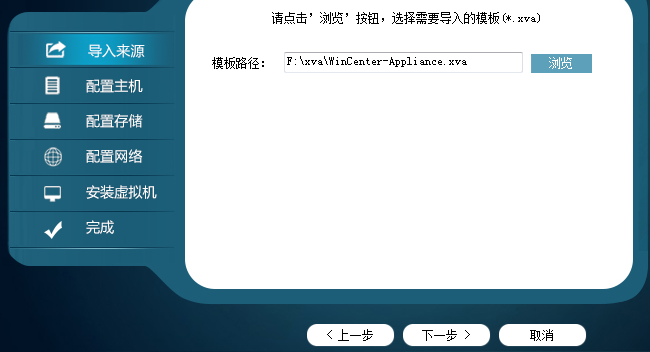 请点击’浏览’按钮，选择需要导入的模板(*.xva)
导入来源
模板路径： F:\xva\WinCenter-Appliance.xva 浏览
配置主机
配置存储
配置网络
安装虚拟机
完成
< 上一步 下一步 > 取消